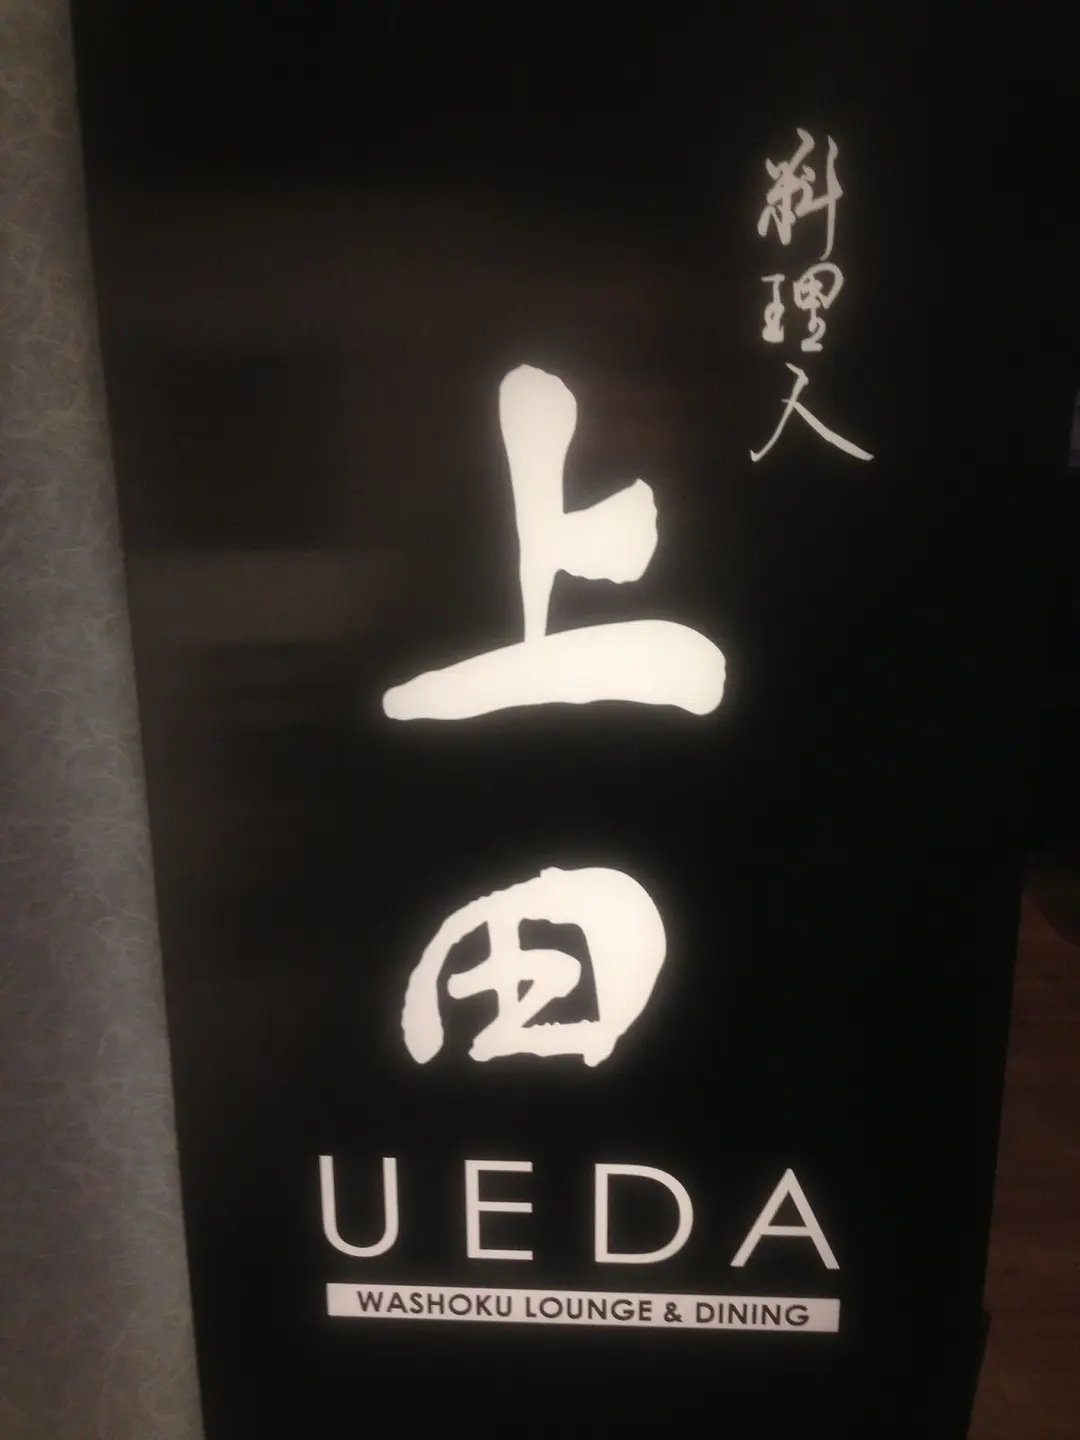 料理人
上田
UEDA
WASHOKU LOUNGE & DINING